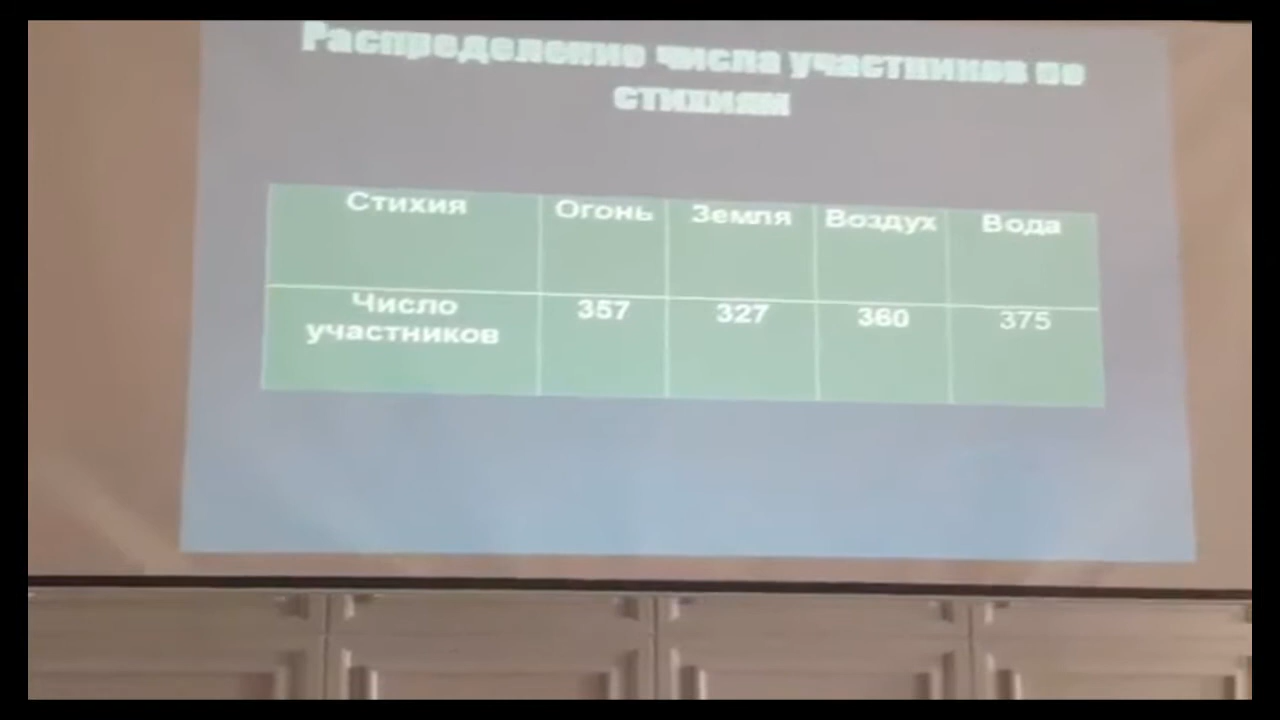 Распределение числа участников по
стихиям
Стихия Огонь Земля Воздух Вода
Число 357 327 360 375
участников